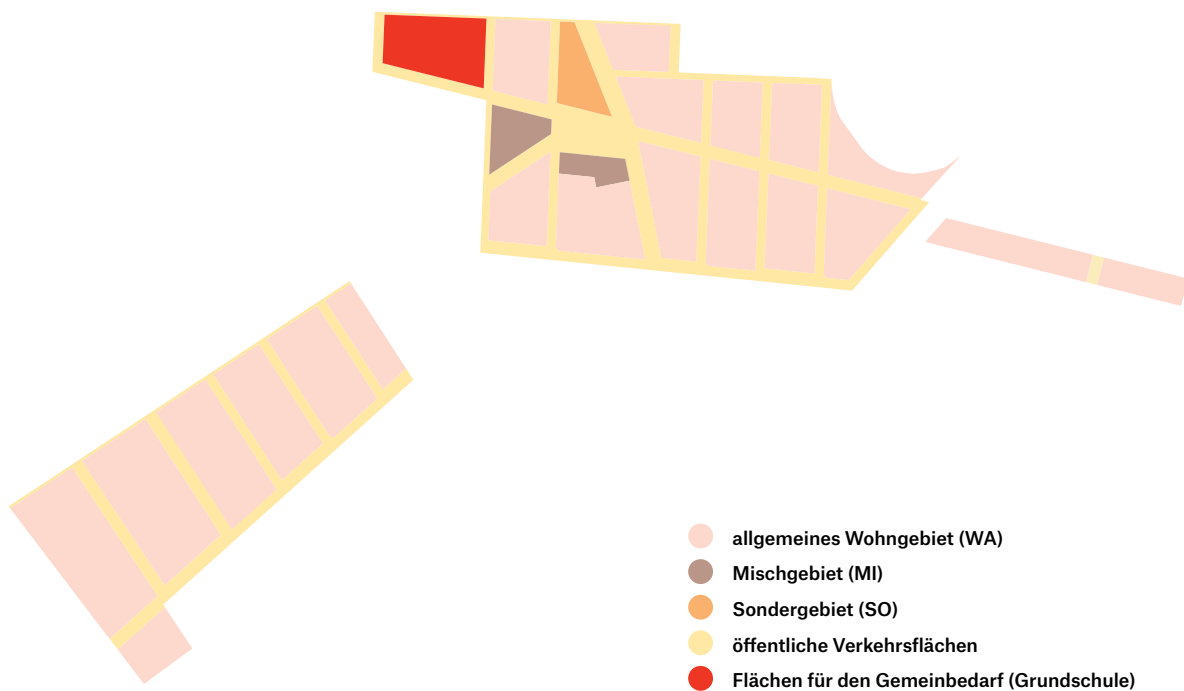 allgemeines Wohngebiet (WA)
Mischgebiet (MI)
Sondergebiet (SO)
öffentliche Verkehrsflächen
Flächen für den Gemeinbedarf (Grundschule)